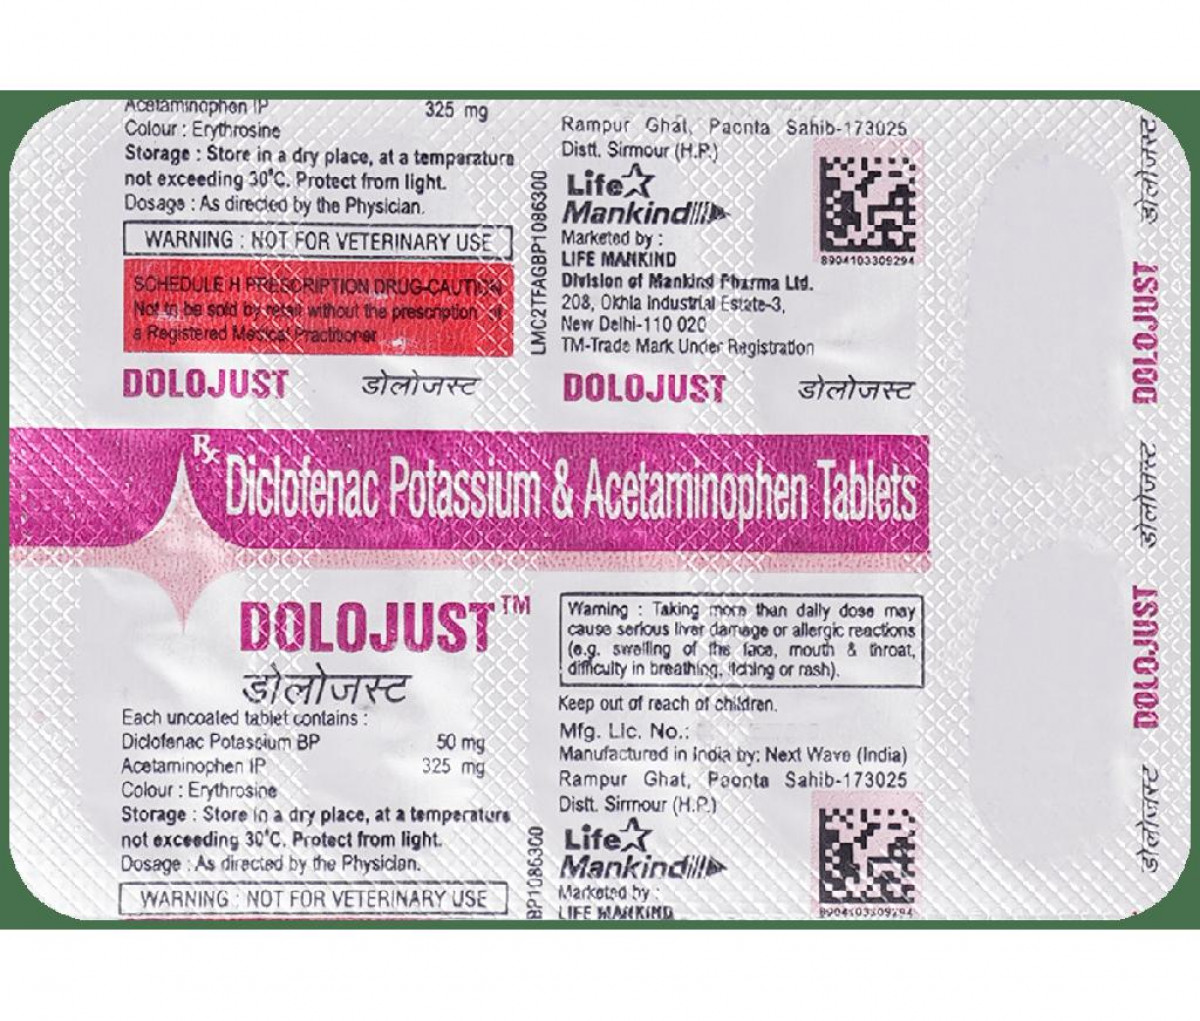 Acetaminophen IP 325 mg
Colour : Erythrosine
Storage : Store in a dry place, at a temperature
not exceeding 30°C. Protect from light.
Dosage : As directed by the Physician.
WARNING : NOT FOR VETERINARY USE
SCHEDULE H PRESCRIPTION DRUG-CAUTION
Not to be sold by retail without the prescription of
a Registered Medical Practitioner
DOLOJUST डोलोजस्ट
LMC2TFAGBP1086300
Rampur Ghat, Paonta Sahib-173025
Distt. Sirmour (H.P.)
Life
Mankind
8904103309294
Marketed by :
LIFE MANKIND
Division of Mankind Pharma Ltd.
208, Okhla Industrial Estate-3,
New Delhi-110 020
TM-Trade Mark Under Registration
DOLOJUST डोलोजस्ट
Rx Diclofenac Potassium & Acetaminophen Tablets
DOLOJUST™
डोलोजस्ट
Each uncoated tablet contains :
Diclofenac Potassium BP 50 mg
Acetaminophen IP 325 mg
Colour : Erythrosine
Storage : Store in a dry place, at a temperature
not exceeding 30°C. Protect from light.
Dosage : As directed by the Physician.
WARNING : NOT FOR VETERINARY USE
BP1086300
Warning : Taking more than daily dose may
cause serious liver damage or allergic reactions
(e.g. swelling of the face, mouth & throat,
difficulty in breathing, itching or rash).
Keep out of reach of children.
Mfg. Lic. No.:
Manufactured in India by: Next Wave (India)
Rampur Ghat, Paonta Sahib-173025
Distt. Sirmour (H.P.)
Life
Mankind
8904103309294
Marketed by :
LIFE MANKIND
डोलोजस्ट
DOLOJUST
डोलोजस्ट
DOLOJUST
डोलोजस्ट